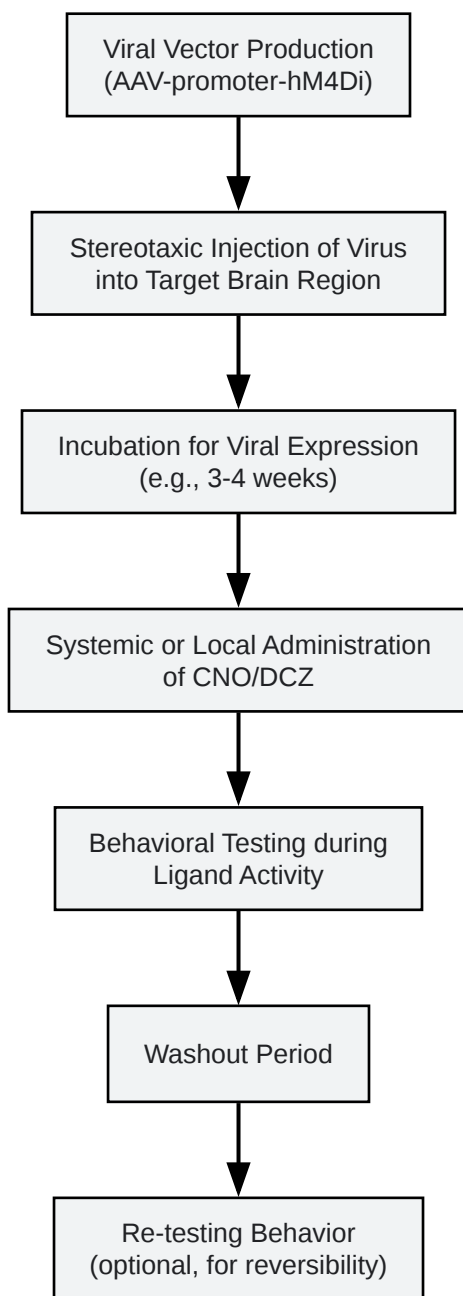 Viral Vector Production
(AAV-promoter-hM4Di)
Stereotaxic Injection of Virus
into Target Brain Region
Incubation for Viral Expression
(e.g., 3-4 weeks)
Systemic or Local Administration
of CNO/DCZ
Behavioral Testing during
Ligand Activity
Washout Period
Re-testing Behavior
(optional, for reversibility)